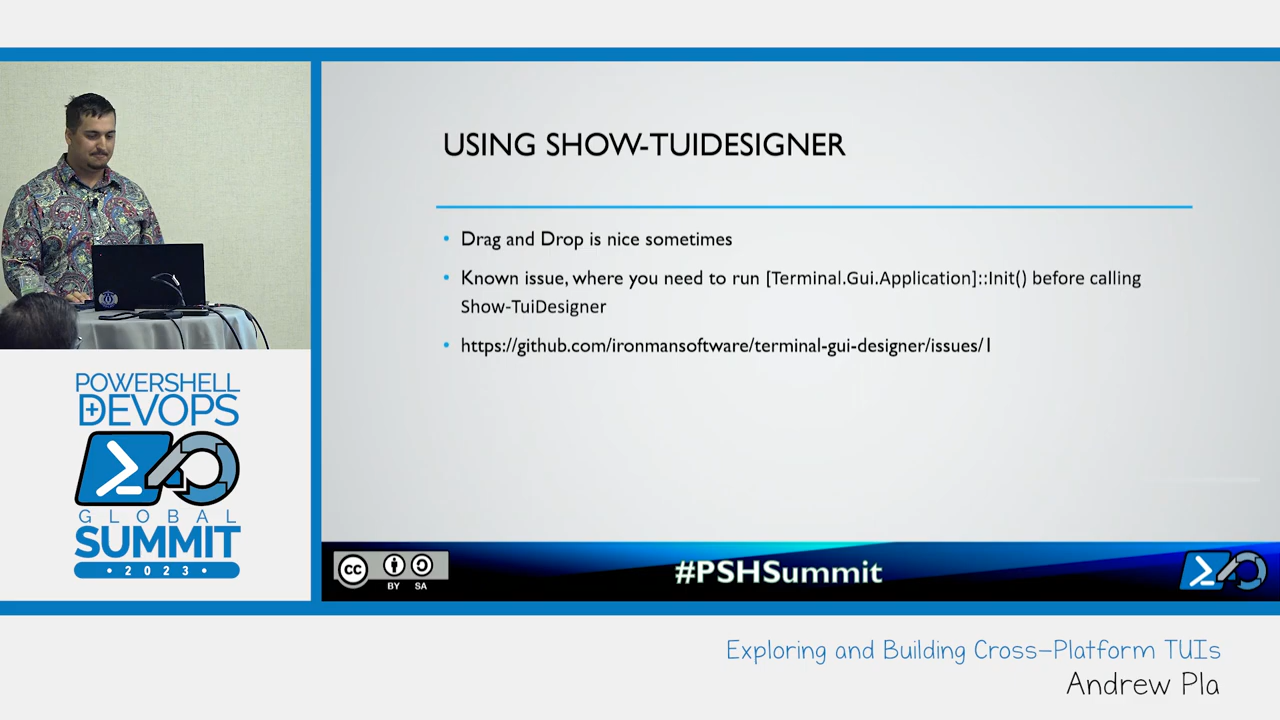 USING SHOW-TUIDESIGNER
• Drag and Drop is nice sometimes
• Known issue, where you need to run [Terminal.Gui.Application]::Init() before calling
Show-TuiDesigner
• https://github.com/ironmansoftware/terminal-gui-designer/issues/1
POWERSHELL
+DEVOPS
GLOBAL
SUMMIT
• 2023 •
cc
BY SA
#PSHSummit
Exploring and Building Cross-Platform TUIs
Andrew Pla